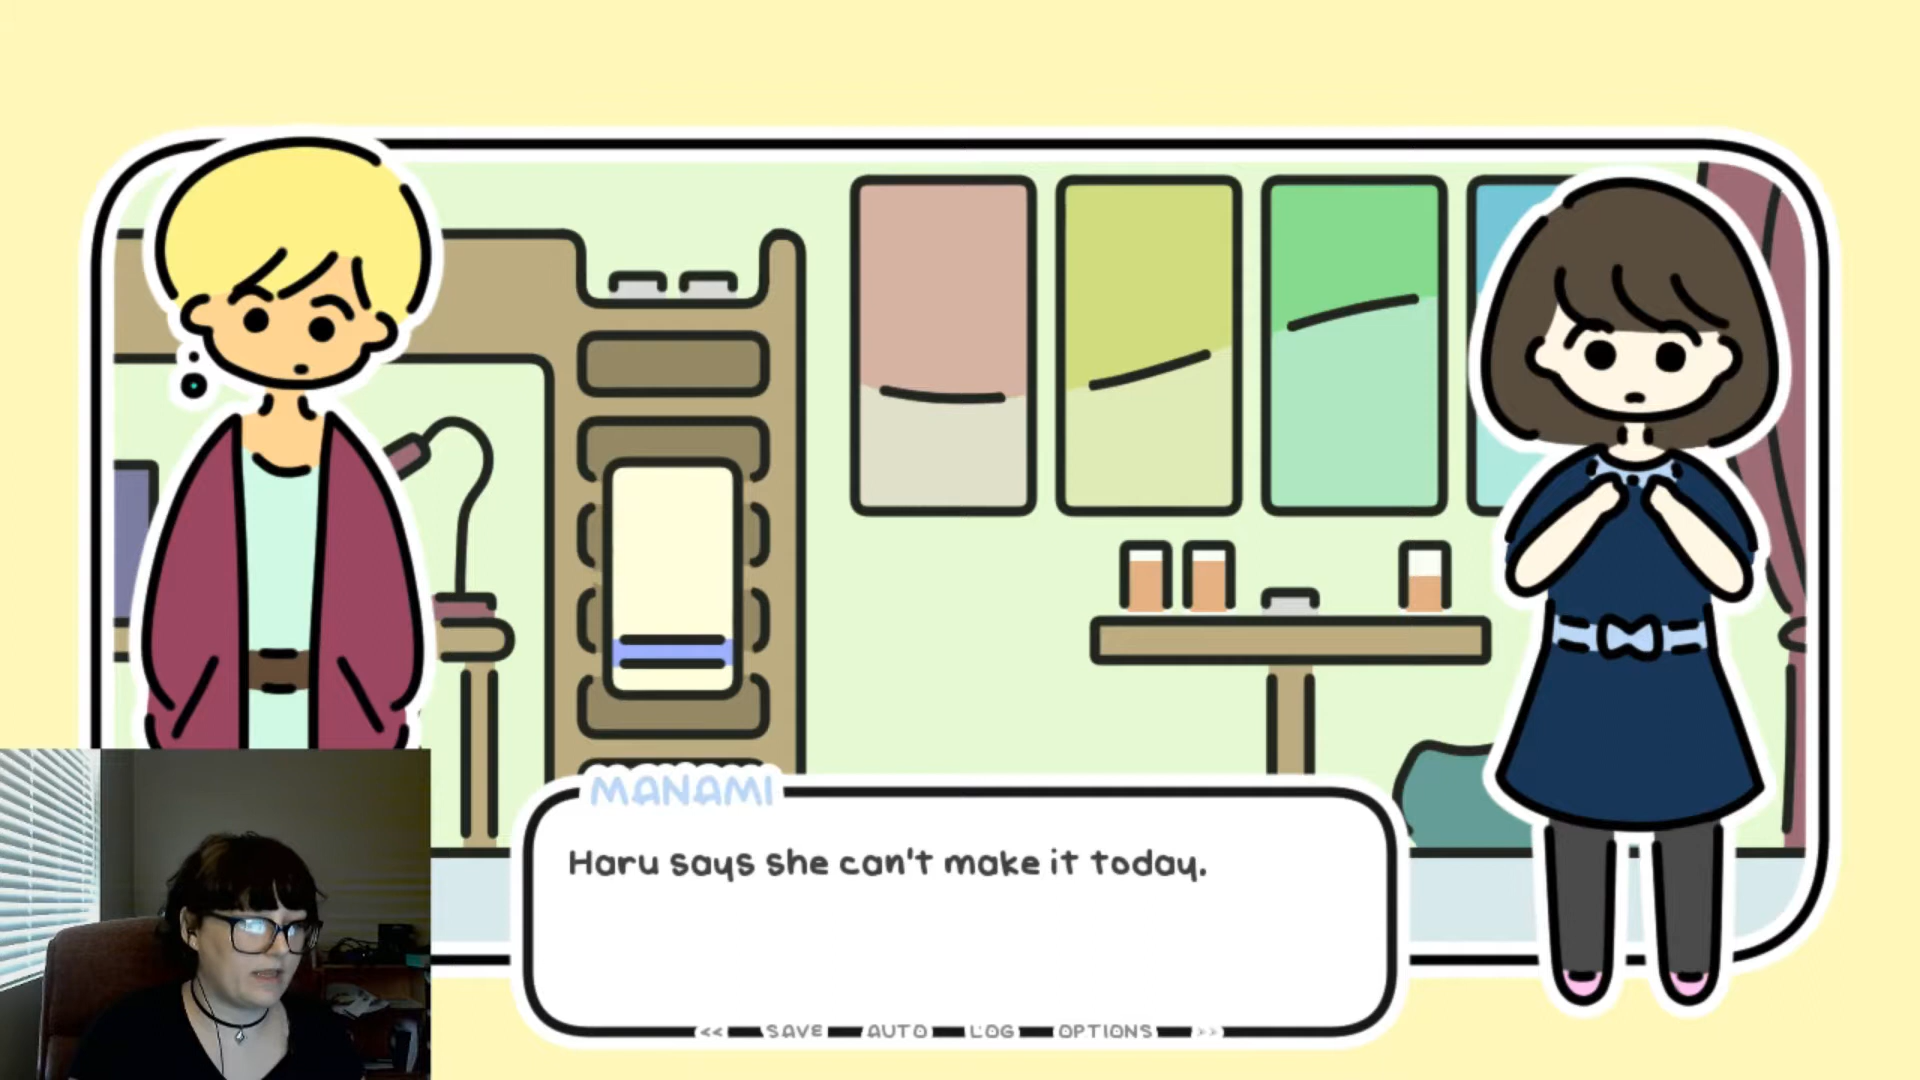 MANAMI
Haru says she can't make it today.
<< SAVE AUTO LOG OPTIONS >>